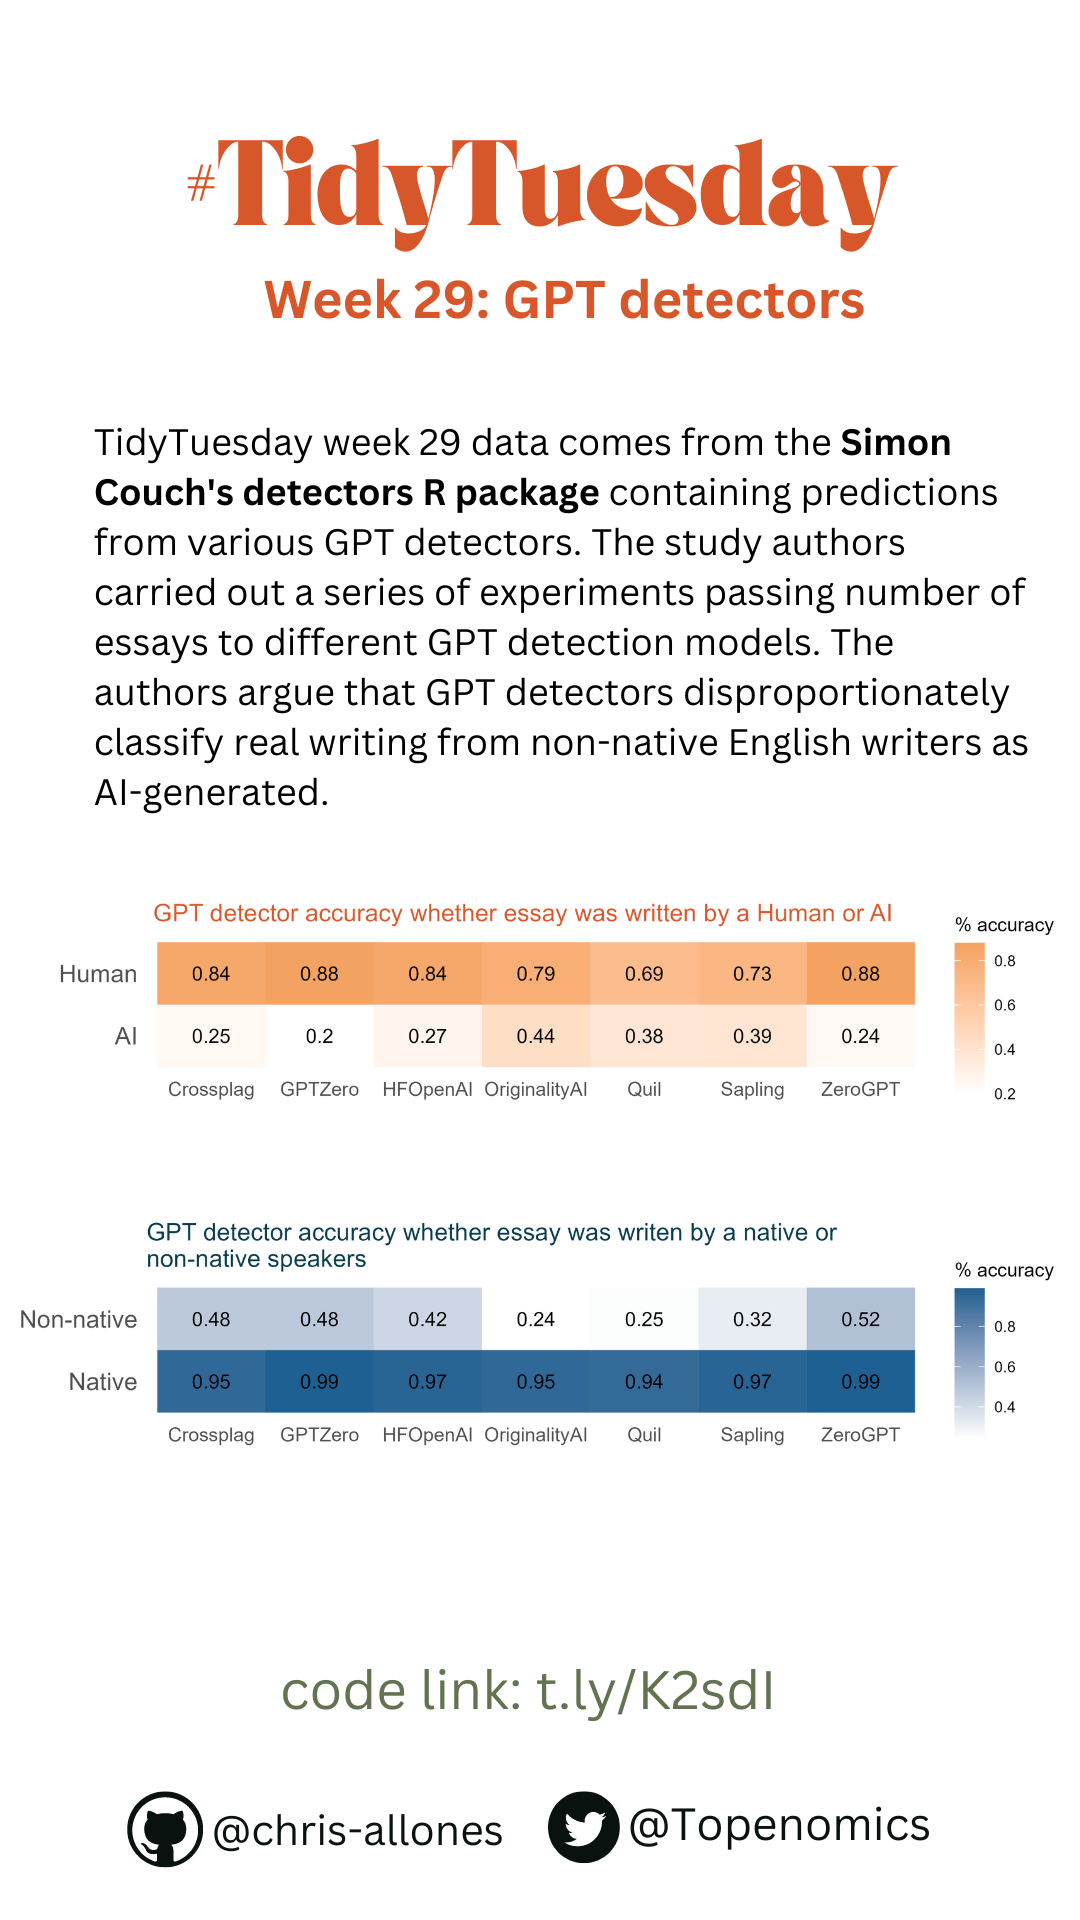 #TidyTuesday
Week 29: GPT detectors
TidyTuesday week 29 data comes from the Simon
Couch's detectors R package containing predictions
from various GPT detectors. The study authors
carried out a series of experiments passing number of
essays to different GPT detection models. The
authors argue that GPT detectors disproportionately
classify real writing from non-native English writers as
AI-generated.
GPT detector accuracy whether essay was written by a Human or AI
% accuracy
Human 0.84 0.88 0.84 0.79 0.69 0.73 0.88
AI 0.25 0.2 0.27 0.44 0.38 0.39 0.24
Crossplag GPTZero HFOpenAI OriginalityAI Quil Sapling ZeroGPT
0.8
0.6
0.4
0.2
GPT detector accuracy whether essay was writen by a native or
non-native speakers
% accuracy
Non-native 0.48 0.48 0.42 0.24 0.25 0.32 0.52
Native 0.95 0.99 0.97 0.95 0.94 0.97 0.99
Crossplag GPTZero HFOpenAI OriginalityAI Quil Sapling ZeroGPT
0.8
0.6
0.4
code link: t.ly/K2sdI
@chris-allones
@Topenomics